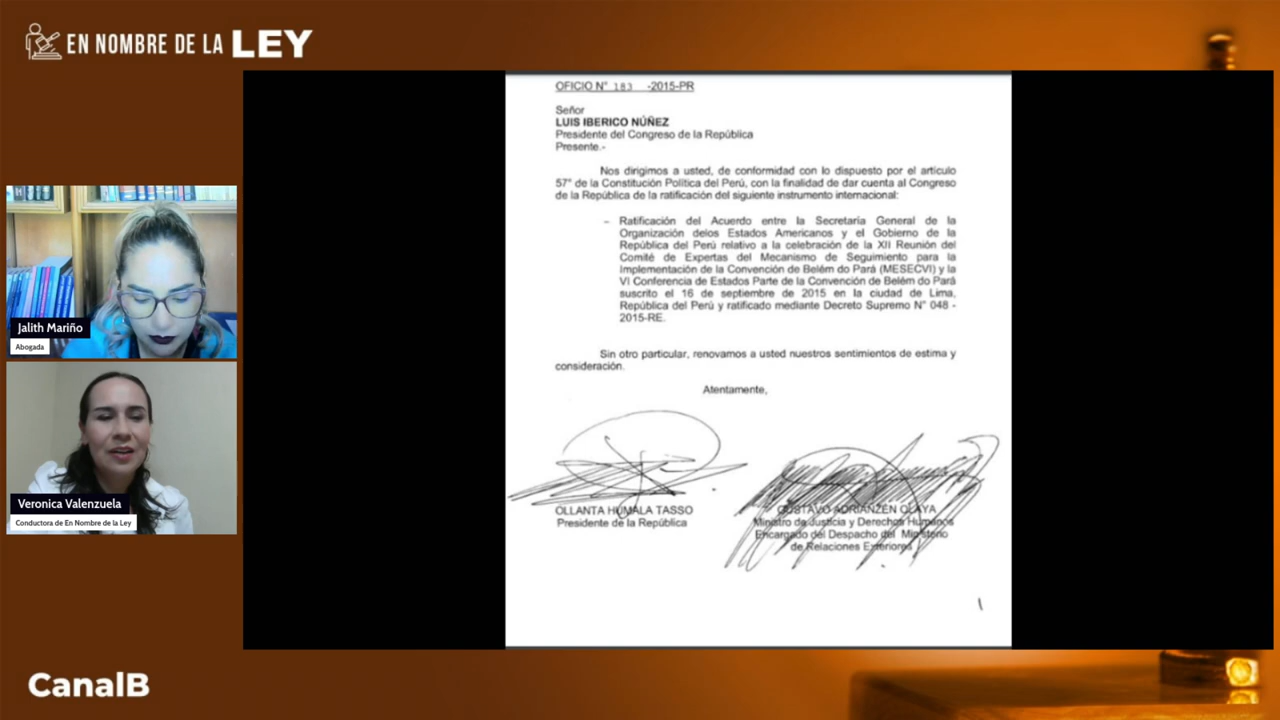 EN NOMBRE DE LA LEY
OFICIO N° 183 -2015-PR
Señor
LUIS IBERICO NÚÑEZ
Presidente del Congreso de la República
Presente.-
Nos dirigimos a usted, de conformidad con lo dispuesto por el artículo
57° de la Constitución Política del Perú, con la finalidad de dar cuenta al Congreso
de la República de la ratificación del siguiente instrumento internacional:
– Ratificación del Acuerdo entre la Secretaría General de la
Organización delos Estados Americanos y el Gobierno de la
República del Perú relativo a la celebración de la XII Reunión del
Comité de Expertas del Mecanismo de Seguimiento para la
Implementación de la Convención de Belém do Pará (MESECVI) y la
VI Conferencia de Estados Parte de la Convención de Belém do Pará
suscrito el 16 de septiembre de 2015 en la ciudad de Lima,
República del Perú y ratificado mediante Decreto Supremo N° 048 -
2015-RE.
Sin otro particular, renovamos a usted nuestros sentimientos de estima y
consideración.
Atentamente,
OLLANTA HUMALA TASSO
Presidente de la República
GUSTAVO ADRIANZÉN OLAYA
Ministro de Justicia y Derechos Humanos
Encargado del Despacho del Ministerio
de Relaciones Exteriores
Jalith Mariño
Abogada
Veronica Valenzuela
Conductora de En Nombre de la Ley
CanalB